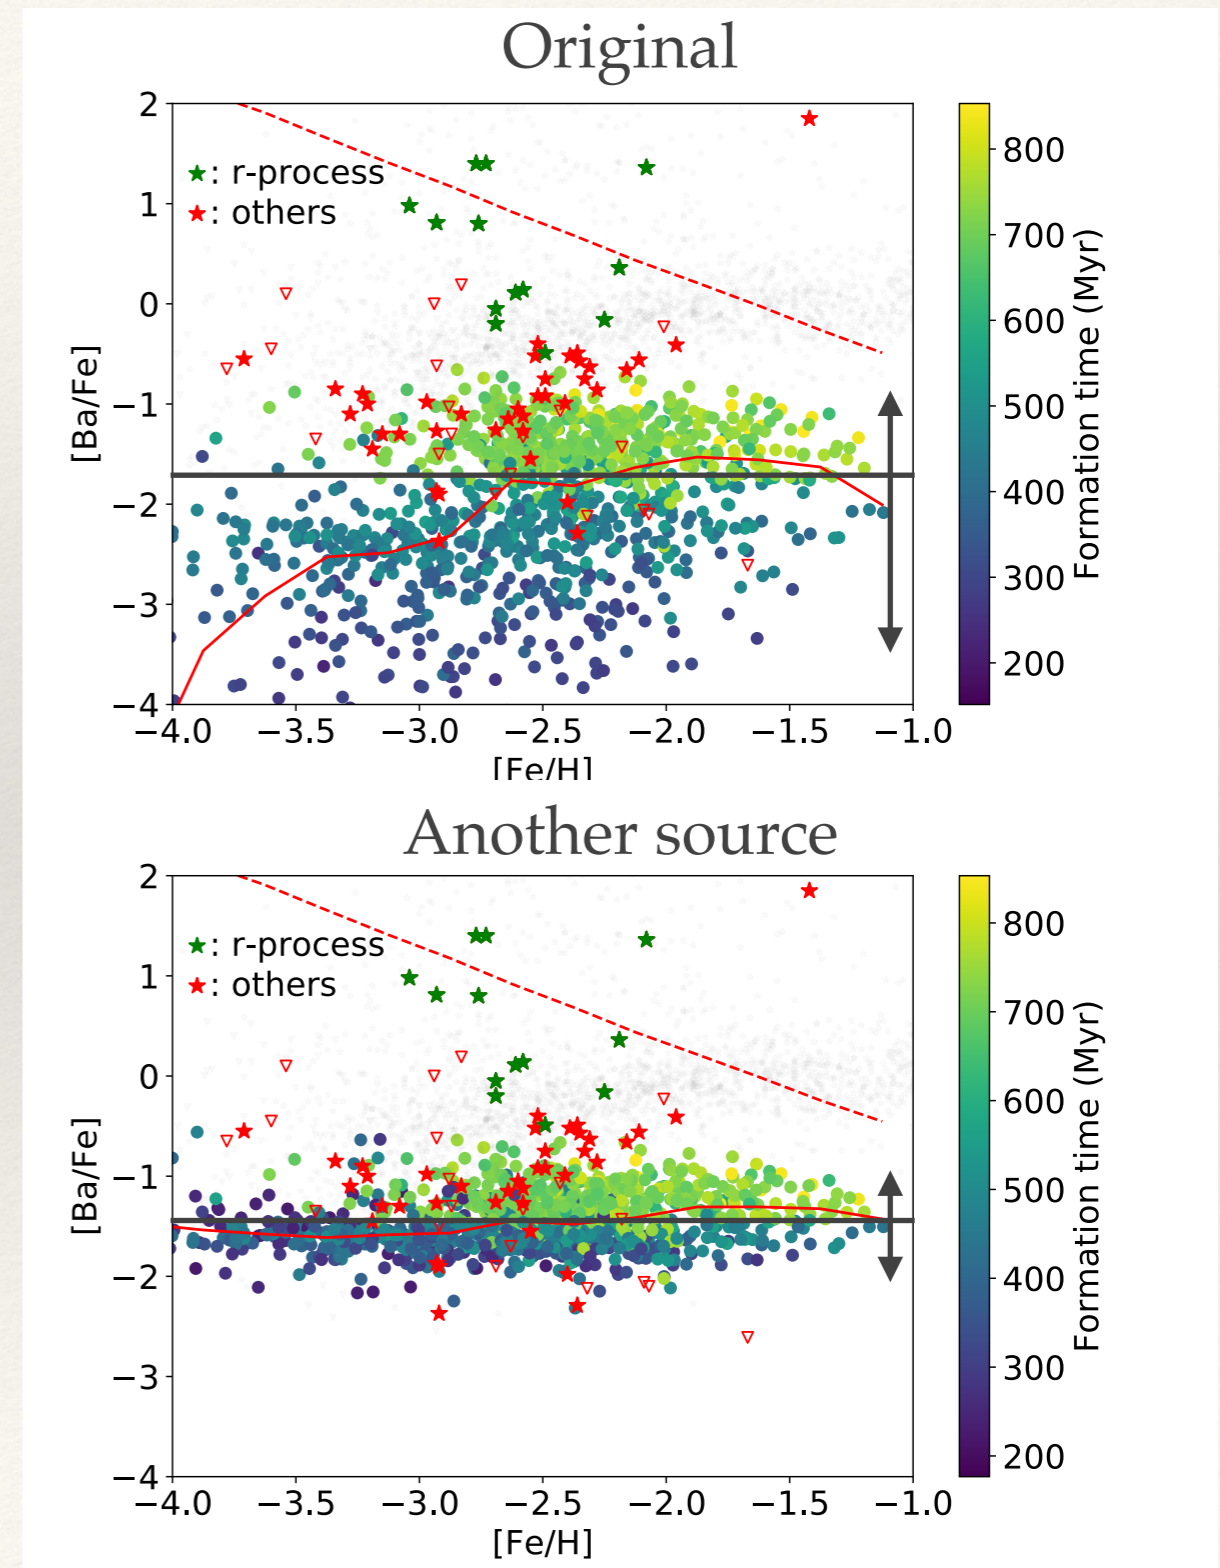 Original
2
1
0
−1
−2
−3
−4
[Ba/Fe]
★: r-process
★: others
−4.0 −3.5 −3.0 −2.5 −2.0 −1.5 −1.0
[Fe/H]
800
700
600
500
400
300
200
Formation time (Myr)
Another source
2
1
0
−1
−2
−3
−4
[Ba/Fe]
★: r-process
★: others
−4.0 −3.5 −3.0 −2.5 −2.0 −1.5 −1.0
[Fe/H]
800
700
600
500
400
300
200
Formation time (Myr)